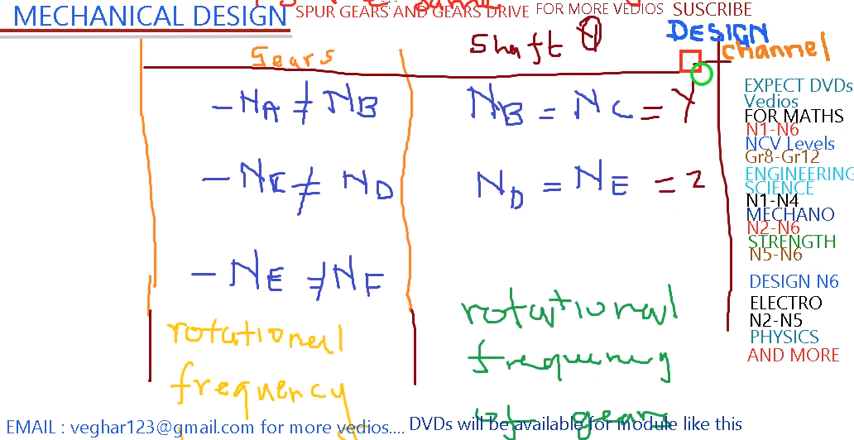 MECHANICAL DESIGN SPUR GEARS AND GEARS DRIVE FOR MORE VEDIOS SUSCRIBE
DESIGN
Gears Shaft channel
-NA ≠ NB NB = NC = Y
-NC ≠ ND ND = NE = Z
-NE ≠ NF
rotational
frequency
rotational
frequency
of gears
EXPECT DVDs
Vedios
FOR MATHS
N1-N6
NCV Levels
Gr8-Gr12
ENGINEERING
SCIENCE
N1-N4
MECHANO
N2-N6
STRENGTH
N5-N6
DESIGN N6
ELECTRO
N2-N5
PHYSICS
AND MORE
EMAIL : veghar123@gmail.com for more vedios.... DVDs will be available for module like this